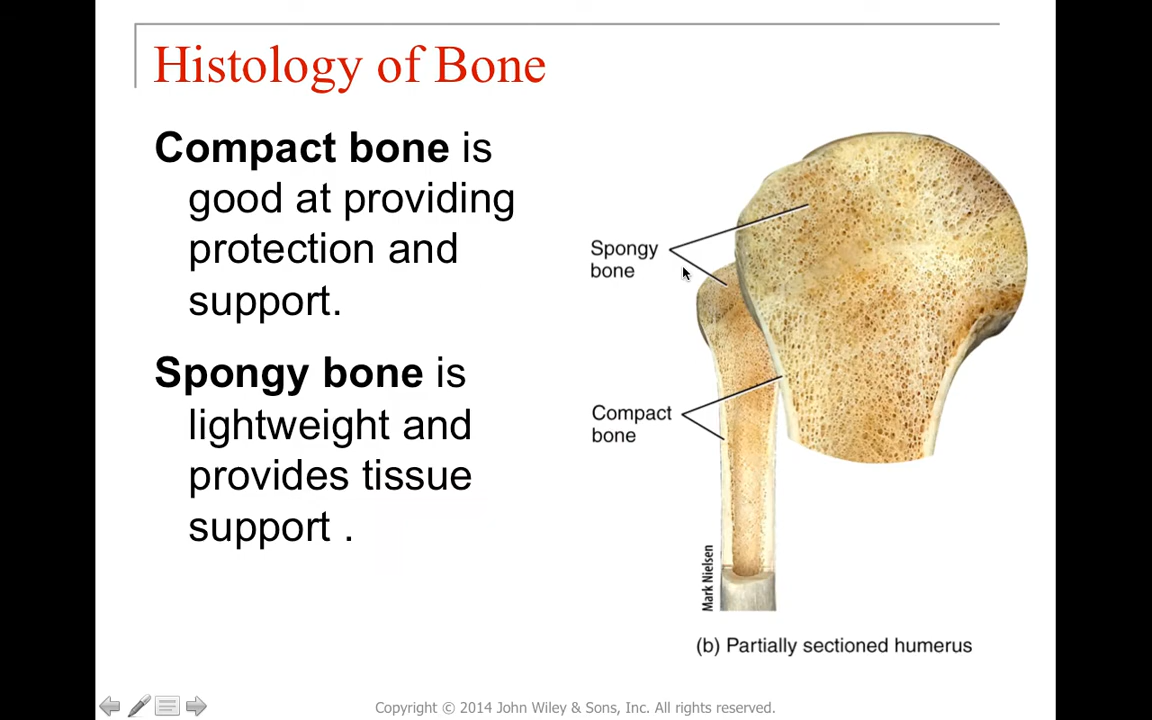 Histology of Bone
Compact bone is
good at providing
protection and
support.
Spongy bone is
lightweight and
provides tissue
support .
Spongy
bone
Compact
bone
Mark Nielsen
(b) Partially sectioned humerus
Copyright © 2014 John Wiley & Sons, Inc. All rights reserved.